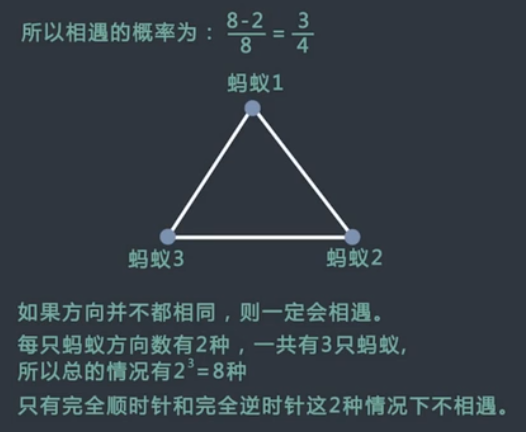 所以相遇的概率为：8-2/8 = 3/4
蚂蚁1
蚂蚁3
蚂蚁2
如果方向并不都相同，则一定会相遇。
每只蚂蚁方向数有2种，一共有3只蚂蚁，
所以总的情况有2³=8种
只有完全顺时针和完全逆时针这2种情况下不相遇。